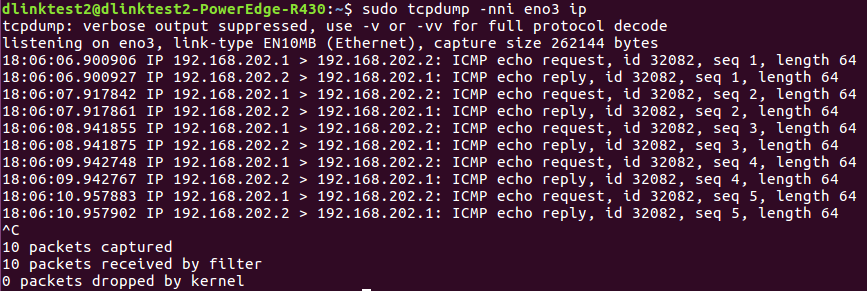 dlinktest2@dlinktest2-PowerEdge-R430:~$ sudo tcpdump -nni eno3 ip
tcpdump: verbose output suppressed, use -v or -vv for full protocol decode
listening on eno3, link-type EN10MB (Ethernet), capture size 262144 bytes
18:06:06.900906 IP 192.168.202.1 > 192.168.202.2: ICMP echo request, id 32082, seq 1, length 64
18:06:06.900927 IP 192.168.202.2 > 192.168.202.1: ICMP echo reply, id 32082, seq 1, length 64
18:06:07.917842 IP 192.168.202.1 > 192.168.202.2: ICMP echo request, id 32082, seq 2, length 64
18:06:07.917861 IP 192.168.202.2 > 192.168.202.1: ICMP echo reply, id 32082, seq 2, length 64
18:06:08.941855 IP 192.168.202.1 > 192.168.202.2: ICMP echo request, id 32082, seq 3, length 64
18:06:08.941875 IP 192.168.202.2 > 192.168.202.1: ICMP echo reply, id 32082, seq 3, length 64
18:06:09.942748 IP 192.168.202.1 > 192.168.202.2: ICMP echo request, id 32082, seq 4, length 64
18:06:09.942767 IP 192.168.202.2 > 192.168.202.1: ICMP echo reply, id 32082, seq 4, length 64
18:06:10.957883 IP 192.168.202.1 > 192.168.202.2: ICMP echo request, id 32082, seq 5, length 64
18:06:10.957902 IP 192.168.202.2 > 192.168.202.1: ICMP echo reply, id 32082, seq 5, length 64
^C
10 packets captured
10 packets received by filter
0 packets dropped by kernel